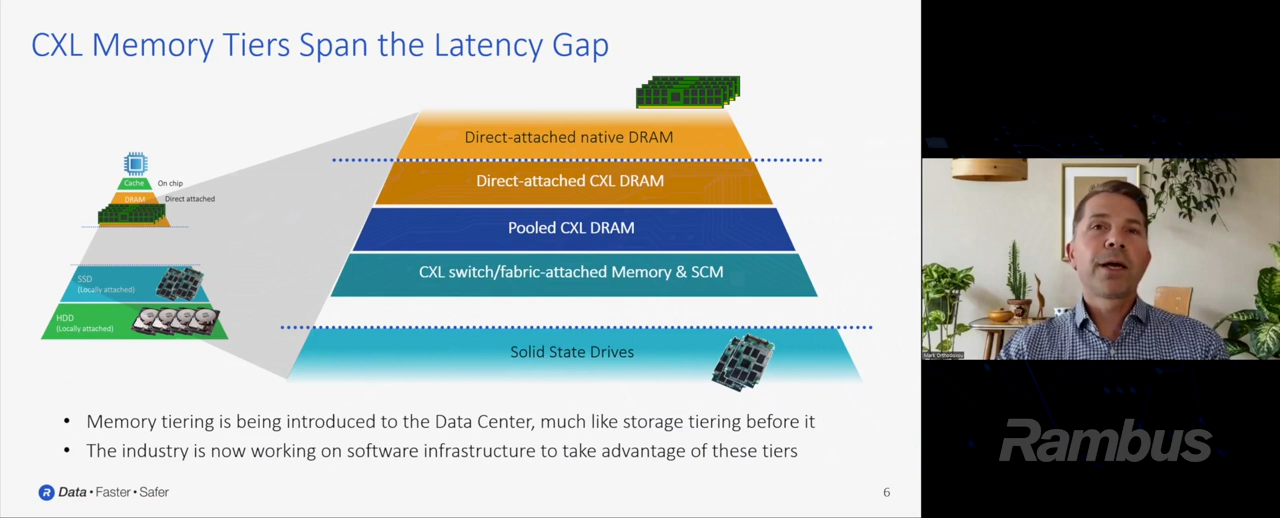 CXL Memory Tiers Span the Latency Gap
Cache
On chip
DRAM
Direct attached
SSD
(Locally attached)
HDD
(Locally attached)
Direct-attached native DRAM
Direct-attached CXL DRAM
Pooled CXL DRAM
CXL switch/fabric-attached Memory & SCM
Solid State Drives
• Memory tiering is being introduced to the Data Center, much like storage tiering before it
• The industry is now working on software infrastructure to take advantage of these tiers
R Data • Faster • Safer
6
Mark Orthodoxou
Rambus